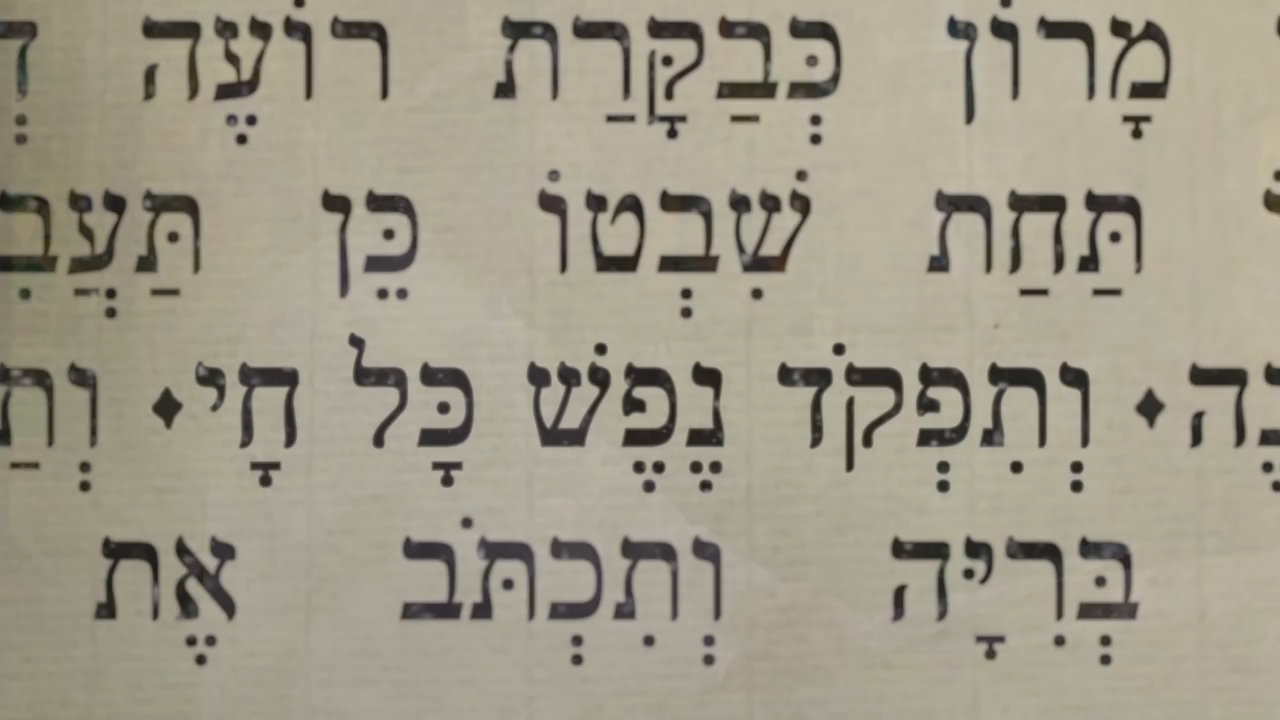 מָרוֹן כְּבַקָּרַת רוֹעֶה
תַּחַת שִׁבְטוֹ כֵּן
♦ וְתִפְקֹד נֶפֶשׁ כָּל חָי ♦
בְּרִיָּה וְתִכְתֹּב אֶת